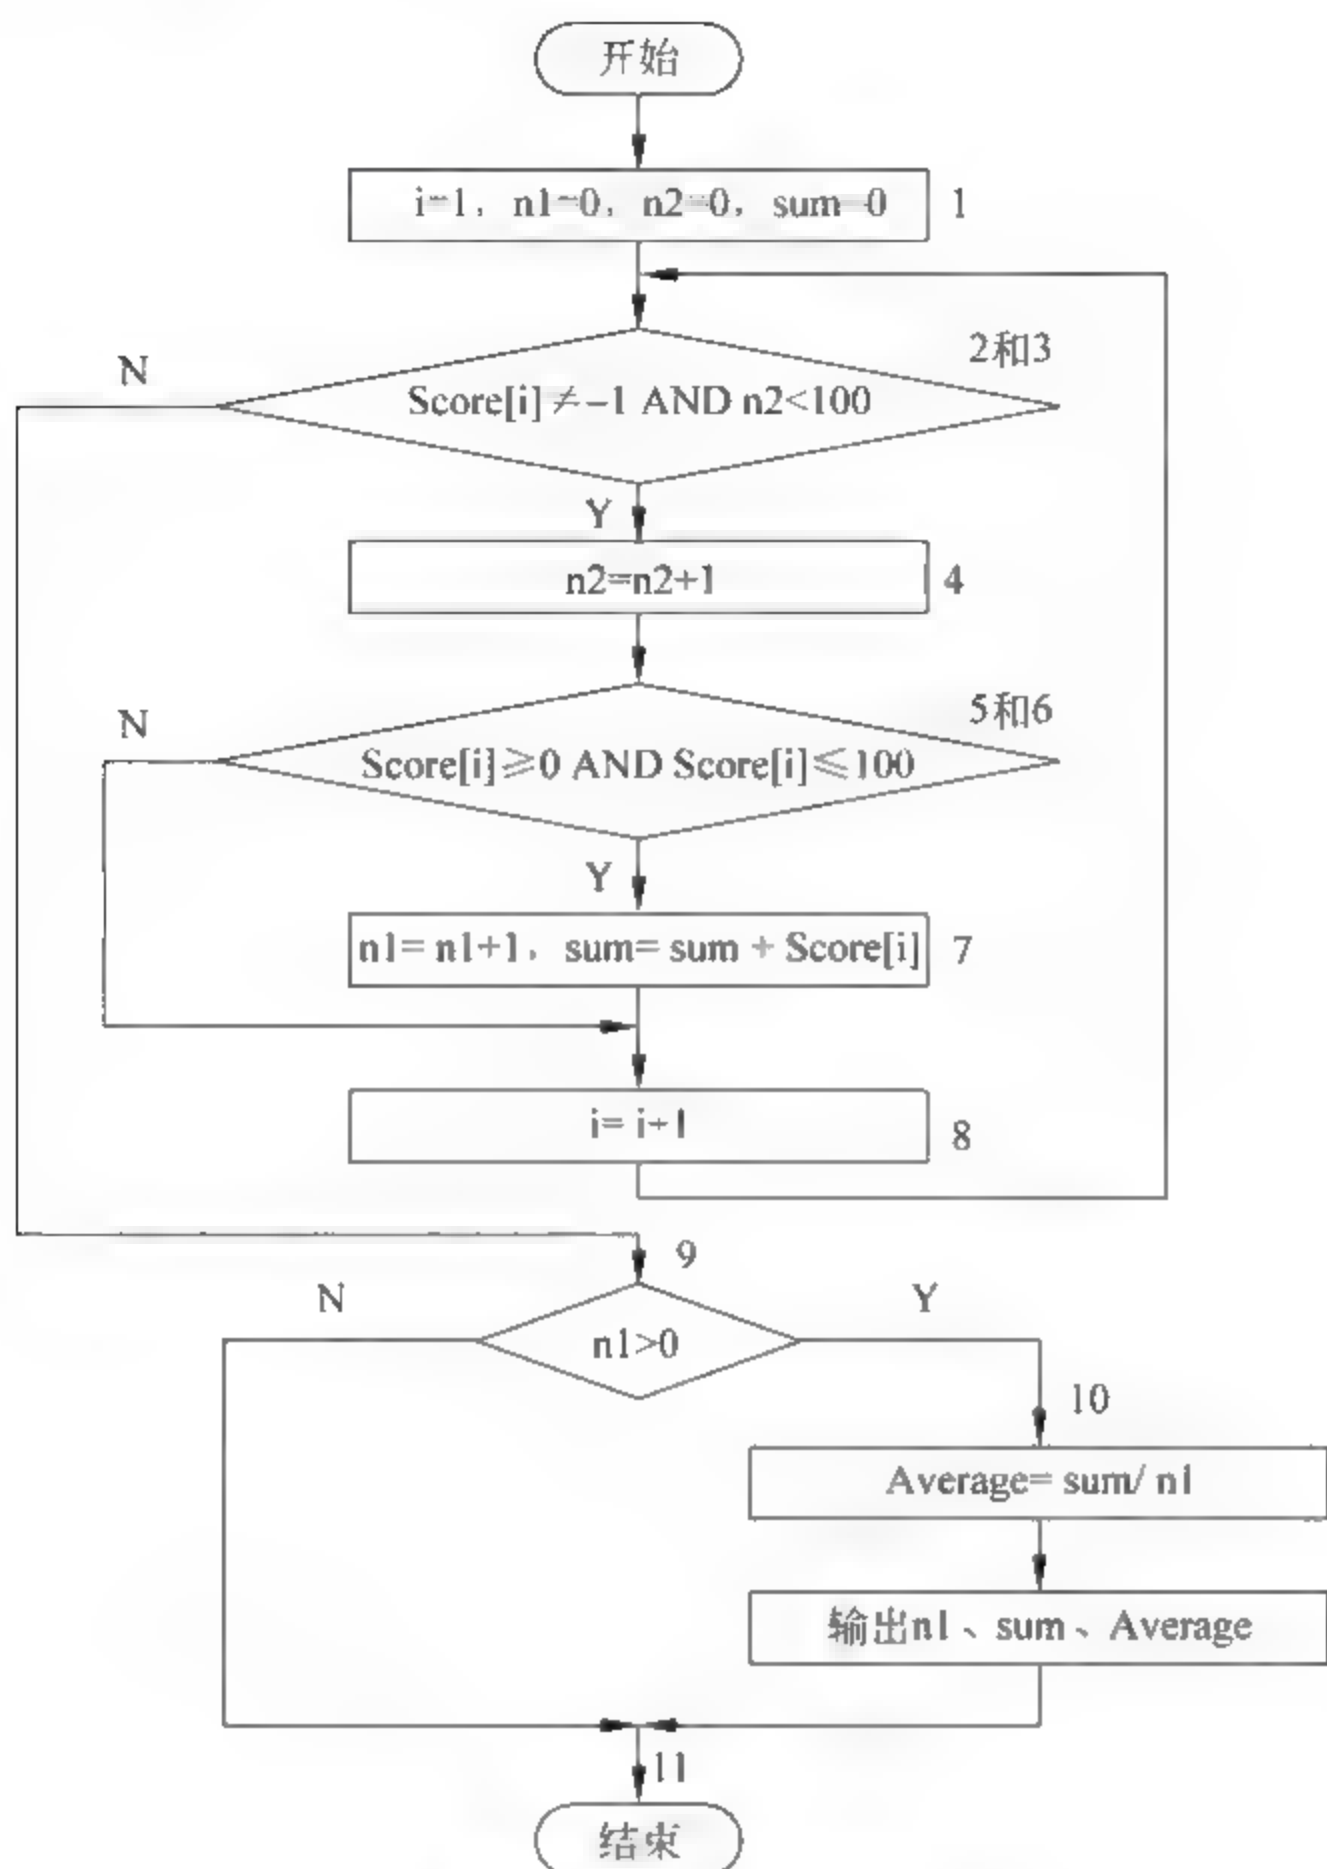 开始
i=1, n1=0, n2=0, sum=0
1
2和3
N
Score[i]≠-1 AND n2<100
Y
n2=n2+1
4
5和6
N
Score[i]≥0 AND Score[i]≤100
Y
n1= n1+1, sum= sum + Score[i]
7
i= i+1
8
9
N
Y
n1>0
10
Average= sum/ n1
输出n1、sum、Average
11
结束